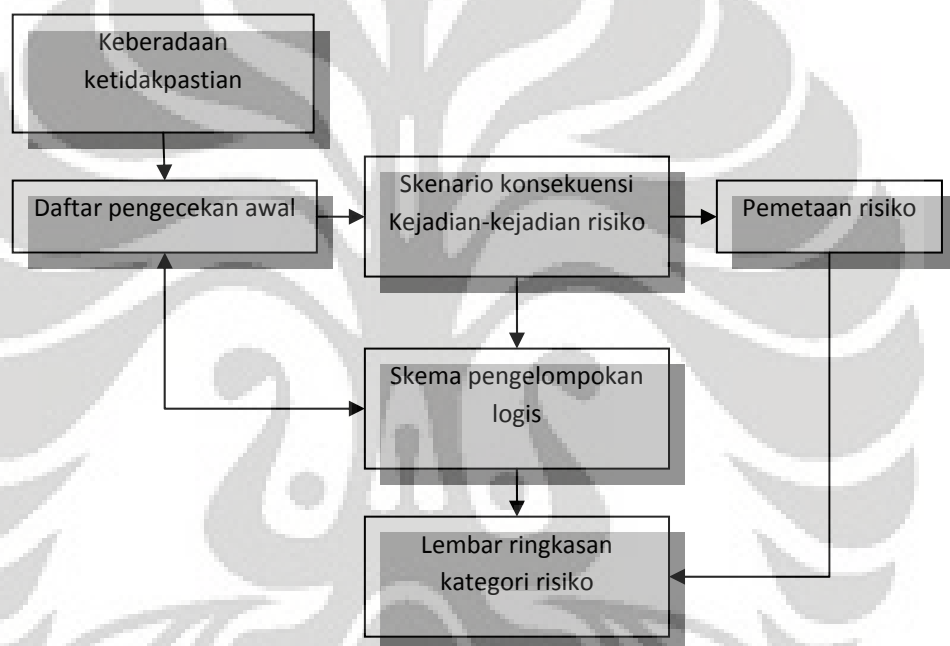 Keberadaan
ketidakpastian
Daftar pengecekan awal
Skenario konsekuensi
Kejadian-kejadian risiko
Pemetaan risiko
Skema pengelompokan
logis
Lembar ringkasan
kategori risiko